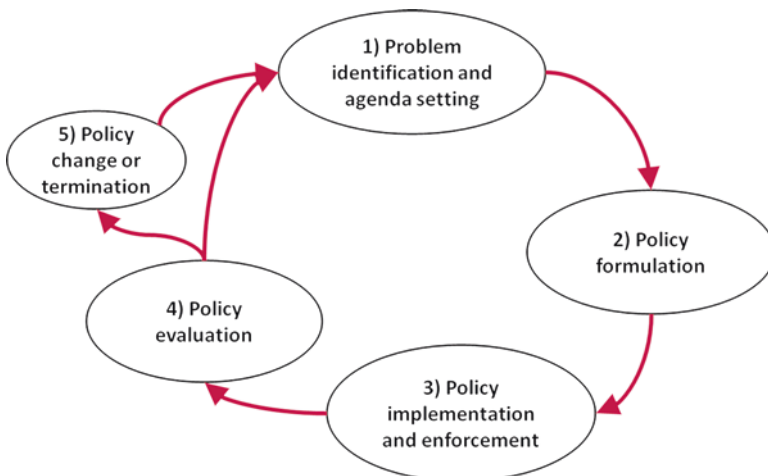 1) Problem
identification and
agenda setting
2) Policy
formulation
3) Policy
implementation
and enforcement
4) Policy
evaluation
5) Policy
change or
termination